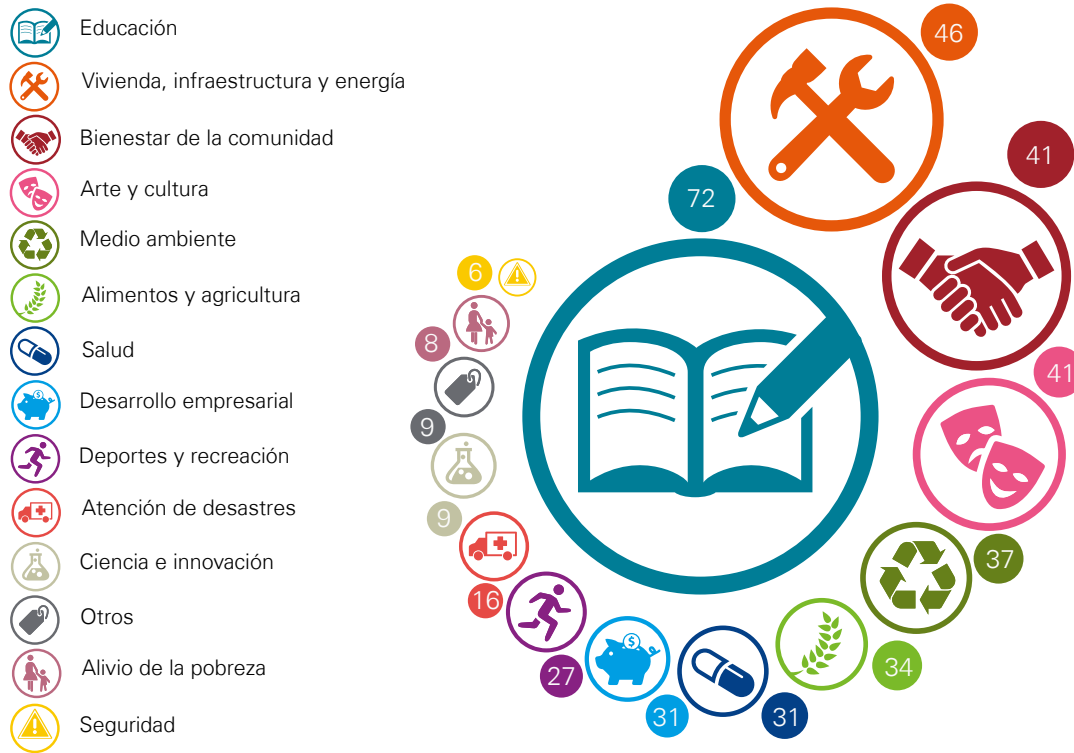 Educación
Vivienda, infraestructura y energía
Bienestar de la comunidad
Arte y cultura
Medio ambiente
Alimentos y agricultura
Salud
Desarrollo empresarial
Deportes y recreación
Atención de desastres
Ciencia e innovación
Otros
Alivio de la pobreza
Seguridad
46
41
72
6
8
41
9
9
37
16
34
27
31
31